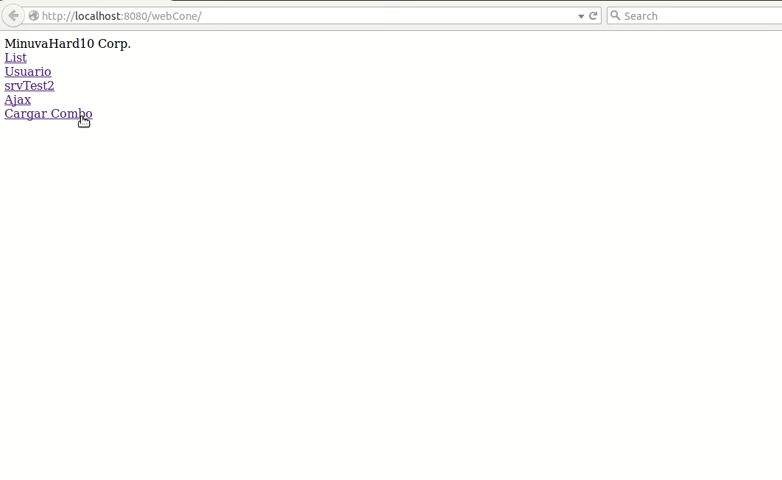 http://localhost:8080/webCone/
Search
MinuvaHard10 Corp.
List
Usuario
srvTest2
Ajax
Cargar Combo